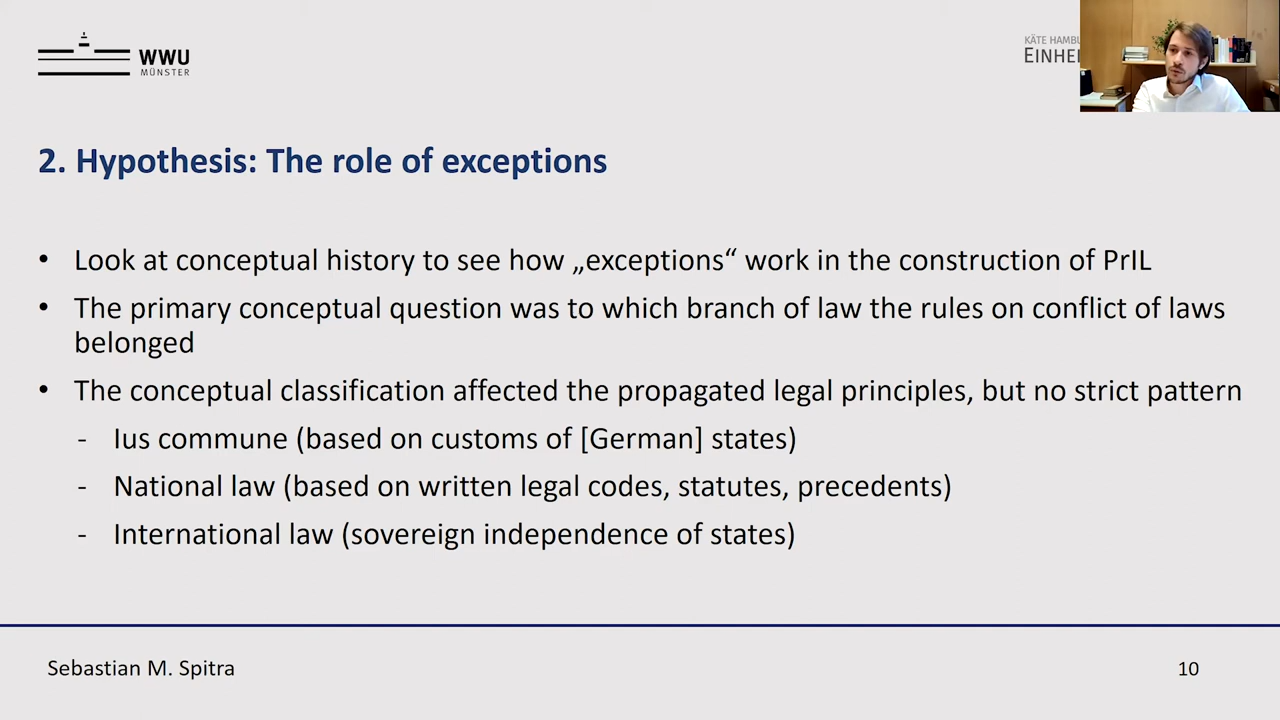 WWU
MÜNSTER
KÄTE HAMBU
EINHEI
2. Hypothesis: The role of exceptions
• Look at conceptual history to see how „exceptions“ work in the construction of PrIL
• The primary conceptual question was to which branch of law the rules on conflict of laws
belonged
• The conceptual classification affected the propagated legal principles, but no strict pattern
- Ius commune (based on customs of [German] states)
- National law (based on written legal codes, statutes, precedents)
- International law (sovereign independence of states)
Sebastian M. Spitra
10